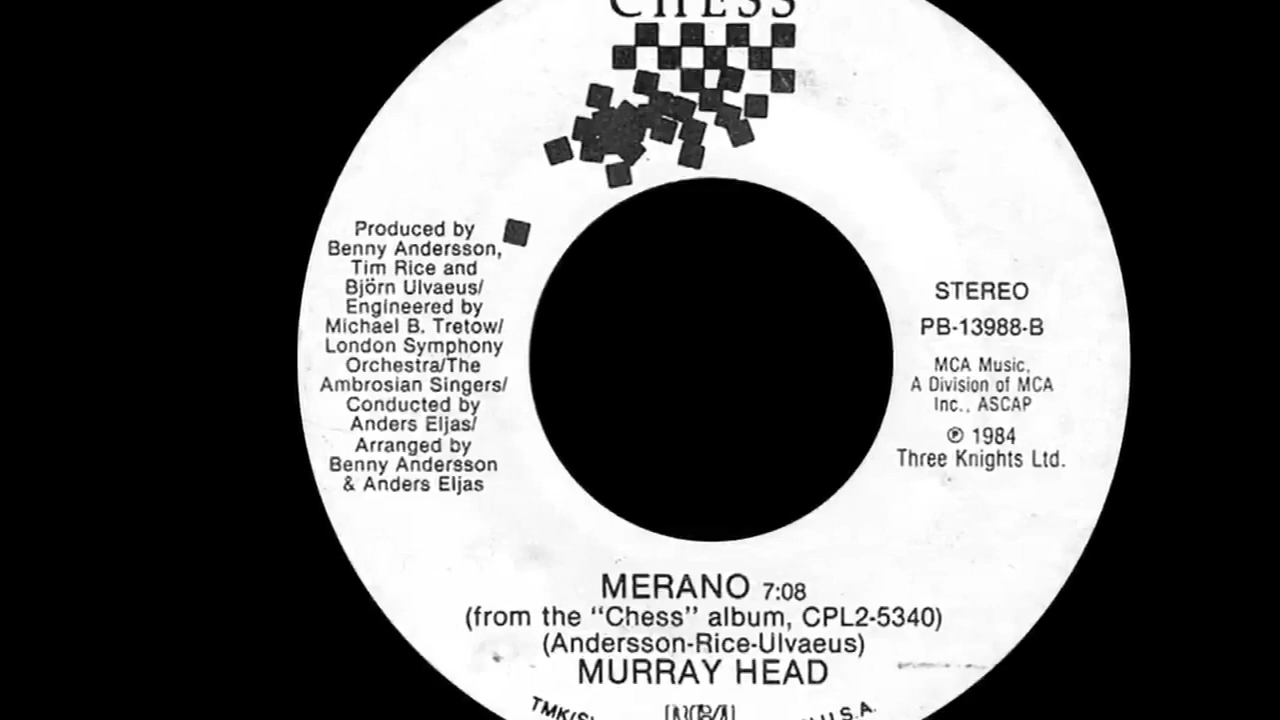 CHESS
Produced by
Benny Andersson,
Tim Rice and
Björn Ulvaeus/
Engineered by
Michael B. Tretow/
London Symphony
Orchestra/The
Ambrosian Singers/
Conducted by
Anders Eljas/
Arranged by
Benny Andersson
& Anders Eljas
STEREO
PB-13988-B
MCA Music,
A Division of MCA
Inc., ASCAP
℗ 1984
Three Knights Ltd.
MERANO 7:08
(from the "Chess" album, CPL2-5340)
(Andersson-Rice-Ulvaeus)
MURRAY HEAD
RCA
U.S.A.